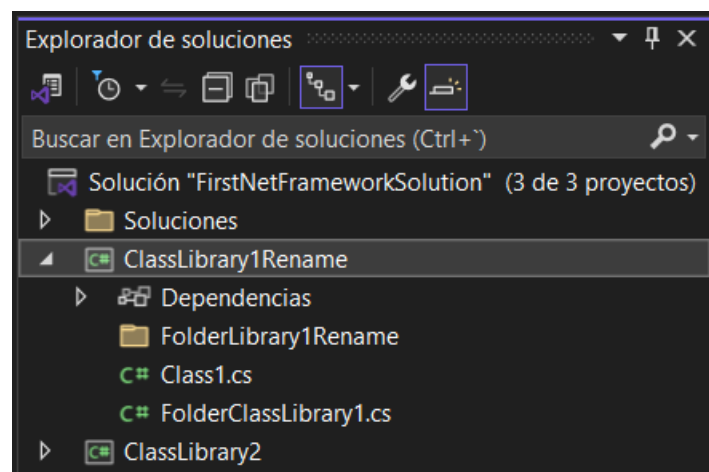 Explorador de soluciones
Buscar en Explorador de soluciones (Ctrl+`)
Solución "FirstNetFrameworkSolution" (3 de 3 proyectos)
Soluciones
C# ClassLibrary1Rename
Dependencias
FolderLibrary1Rename
C# Class1.cs
C# FolderClassLibrary1.cs
C# ClassLibrary2